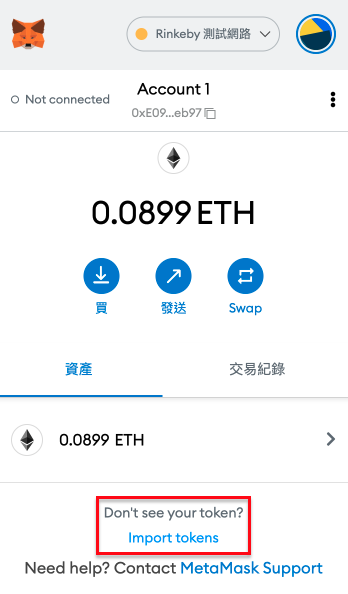 Rinkeby 測試網路
Not connected
Account 1
0xE09...eb97
0.0899 ETH
買
發送
Swap
資產
交易紀錄
0.0899 ETH
Don't see your token?
Import tokens
Need help? Contact MetaMask Support